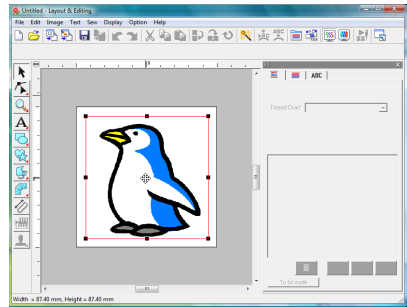 Untitled - Layout & Editing
File Edit Image Text Sew Display Option Help
A
ABC
Thread Chart
To list mode
Width = 87.40 mm, Height = 87.40 mm